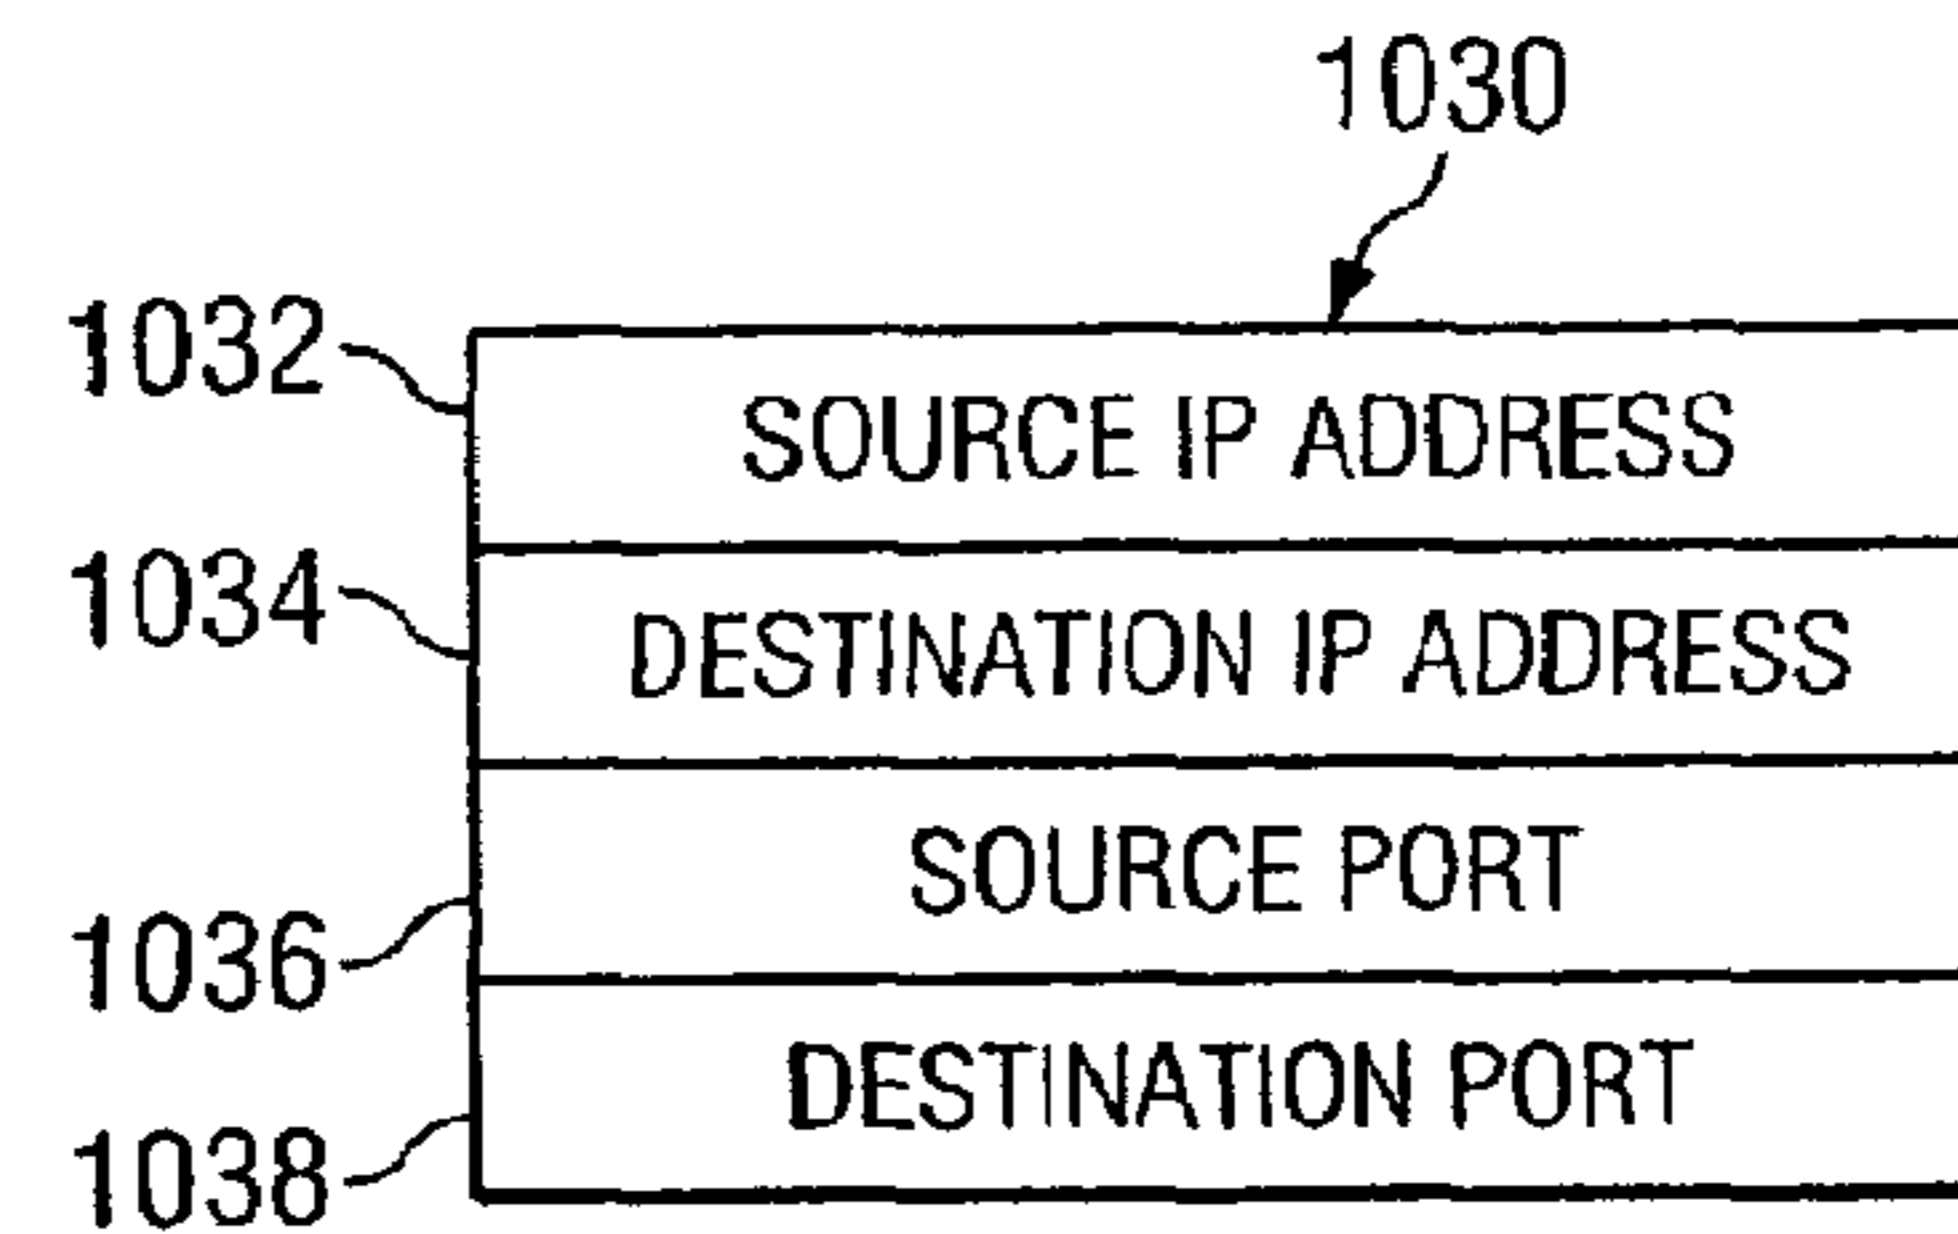 1030
1032
SOURCE IP ADDRESS
1034
DESTINATION IP ADDRESS
SOURCE PORT
1036
DESTINATION PORT
1038